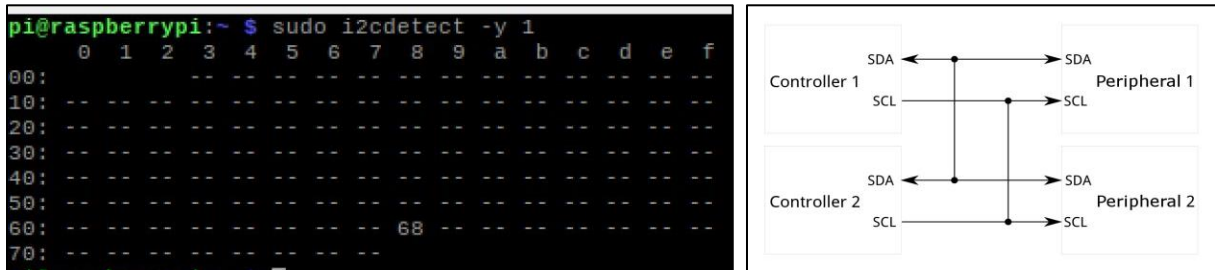 pi@raspberrypi:~ $ sudo i2cdetect -y 1
     0  1  2  3  4  5  6  7  8  9  a  b  c  d  e  f
00:          -- -- -- -- -- -- -- -- -- -- -- -- --
10: -- -- -- -- -- -- -- -- -- -- -- -- -- -- -- --
20: -- -- -- -- -- -- -- -- -- -- -- -- -- -- -- --
30: -- -- -- -- -- -- -- -- -- -- -- -- -- -- -- --
40: -- -- -- -- -- -- -- -- -- -- -- -- -- -- -- --
50: -- -- -- -- -- -- -- -- -- -- -- -- -- -- -- --
60: -- -- -- -- -- -- -- -- 68 -- -- -- -- -- -- --
70: -- -- -- -- -- -- -- --
SDA SDA
Controller 1 Peripheral 1
SCL SCL
SDA SDA
Controller 2 Peripheral 2
SCL SCL